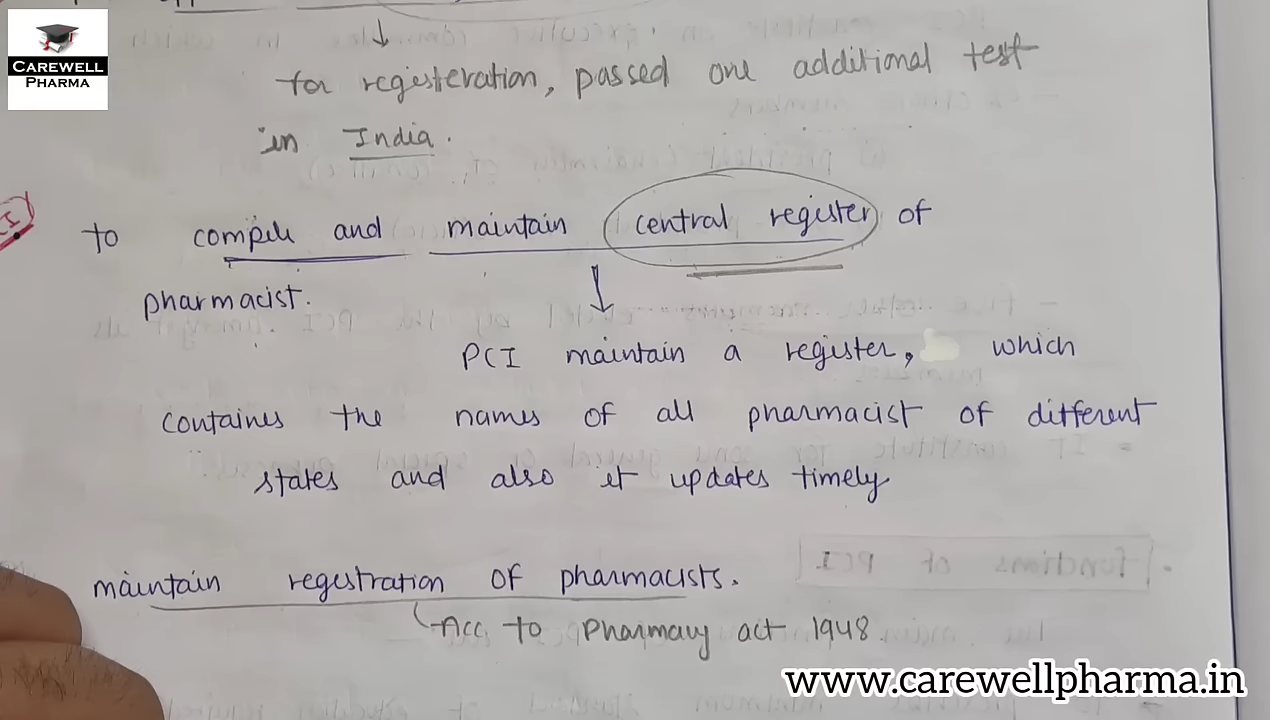 CAREWELL
PHARMA
for registeration, passed one additional test
in India.
to compile and maintain central register of
pharmacist.
PCI maintain a register, which
containes the names of all pharmacist of different
states and also it updates timely
maintain regestration of pharmacists.
Acc to Pharmacy act 1948.
www.carewellpharma.in